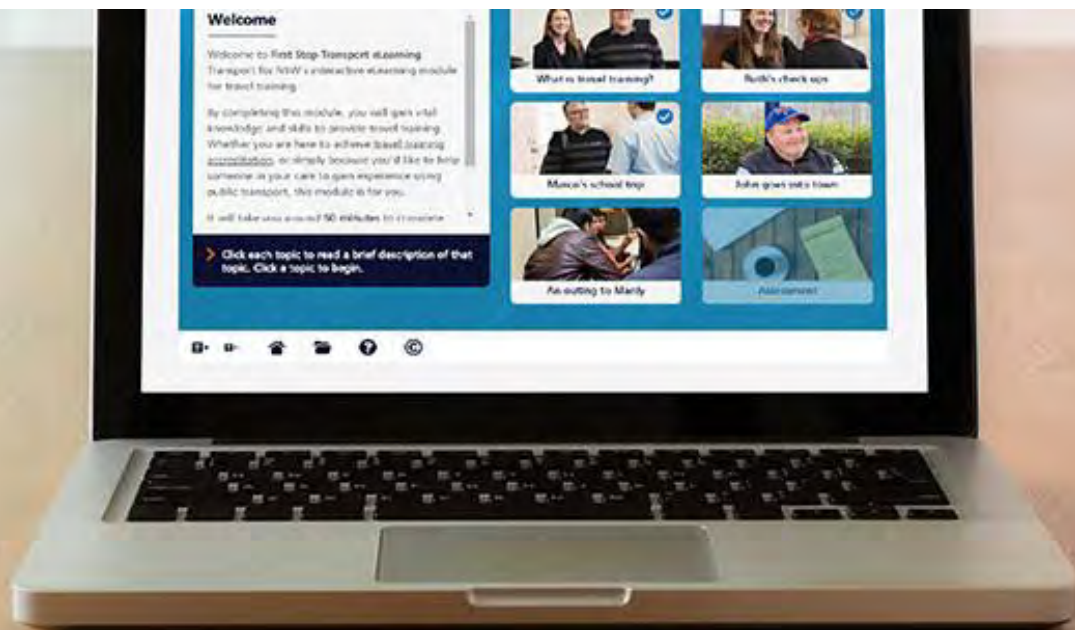 Welcome
Welcome to First Stop Transport eLearning
Transport for NSW's interactive eLearning module
for travel training.
By completing this module, you will gain vital
knowledge and skills to provide travel training.
Whether you are here to achieve travel training
accreditation, or simply because you'd like to help
someone in your care to gain experience using
public transport, this module is for you.
It will take you around 50 minutes to complete
Click each topic to read a brief description of that
topic. Click a topic to begin.
What is travel training?
Ruth's check ups
Marco's school trip
John goes into town
An outing to Manly
Assessment